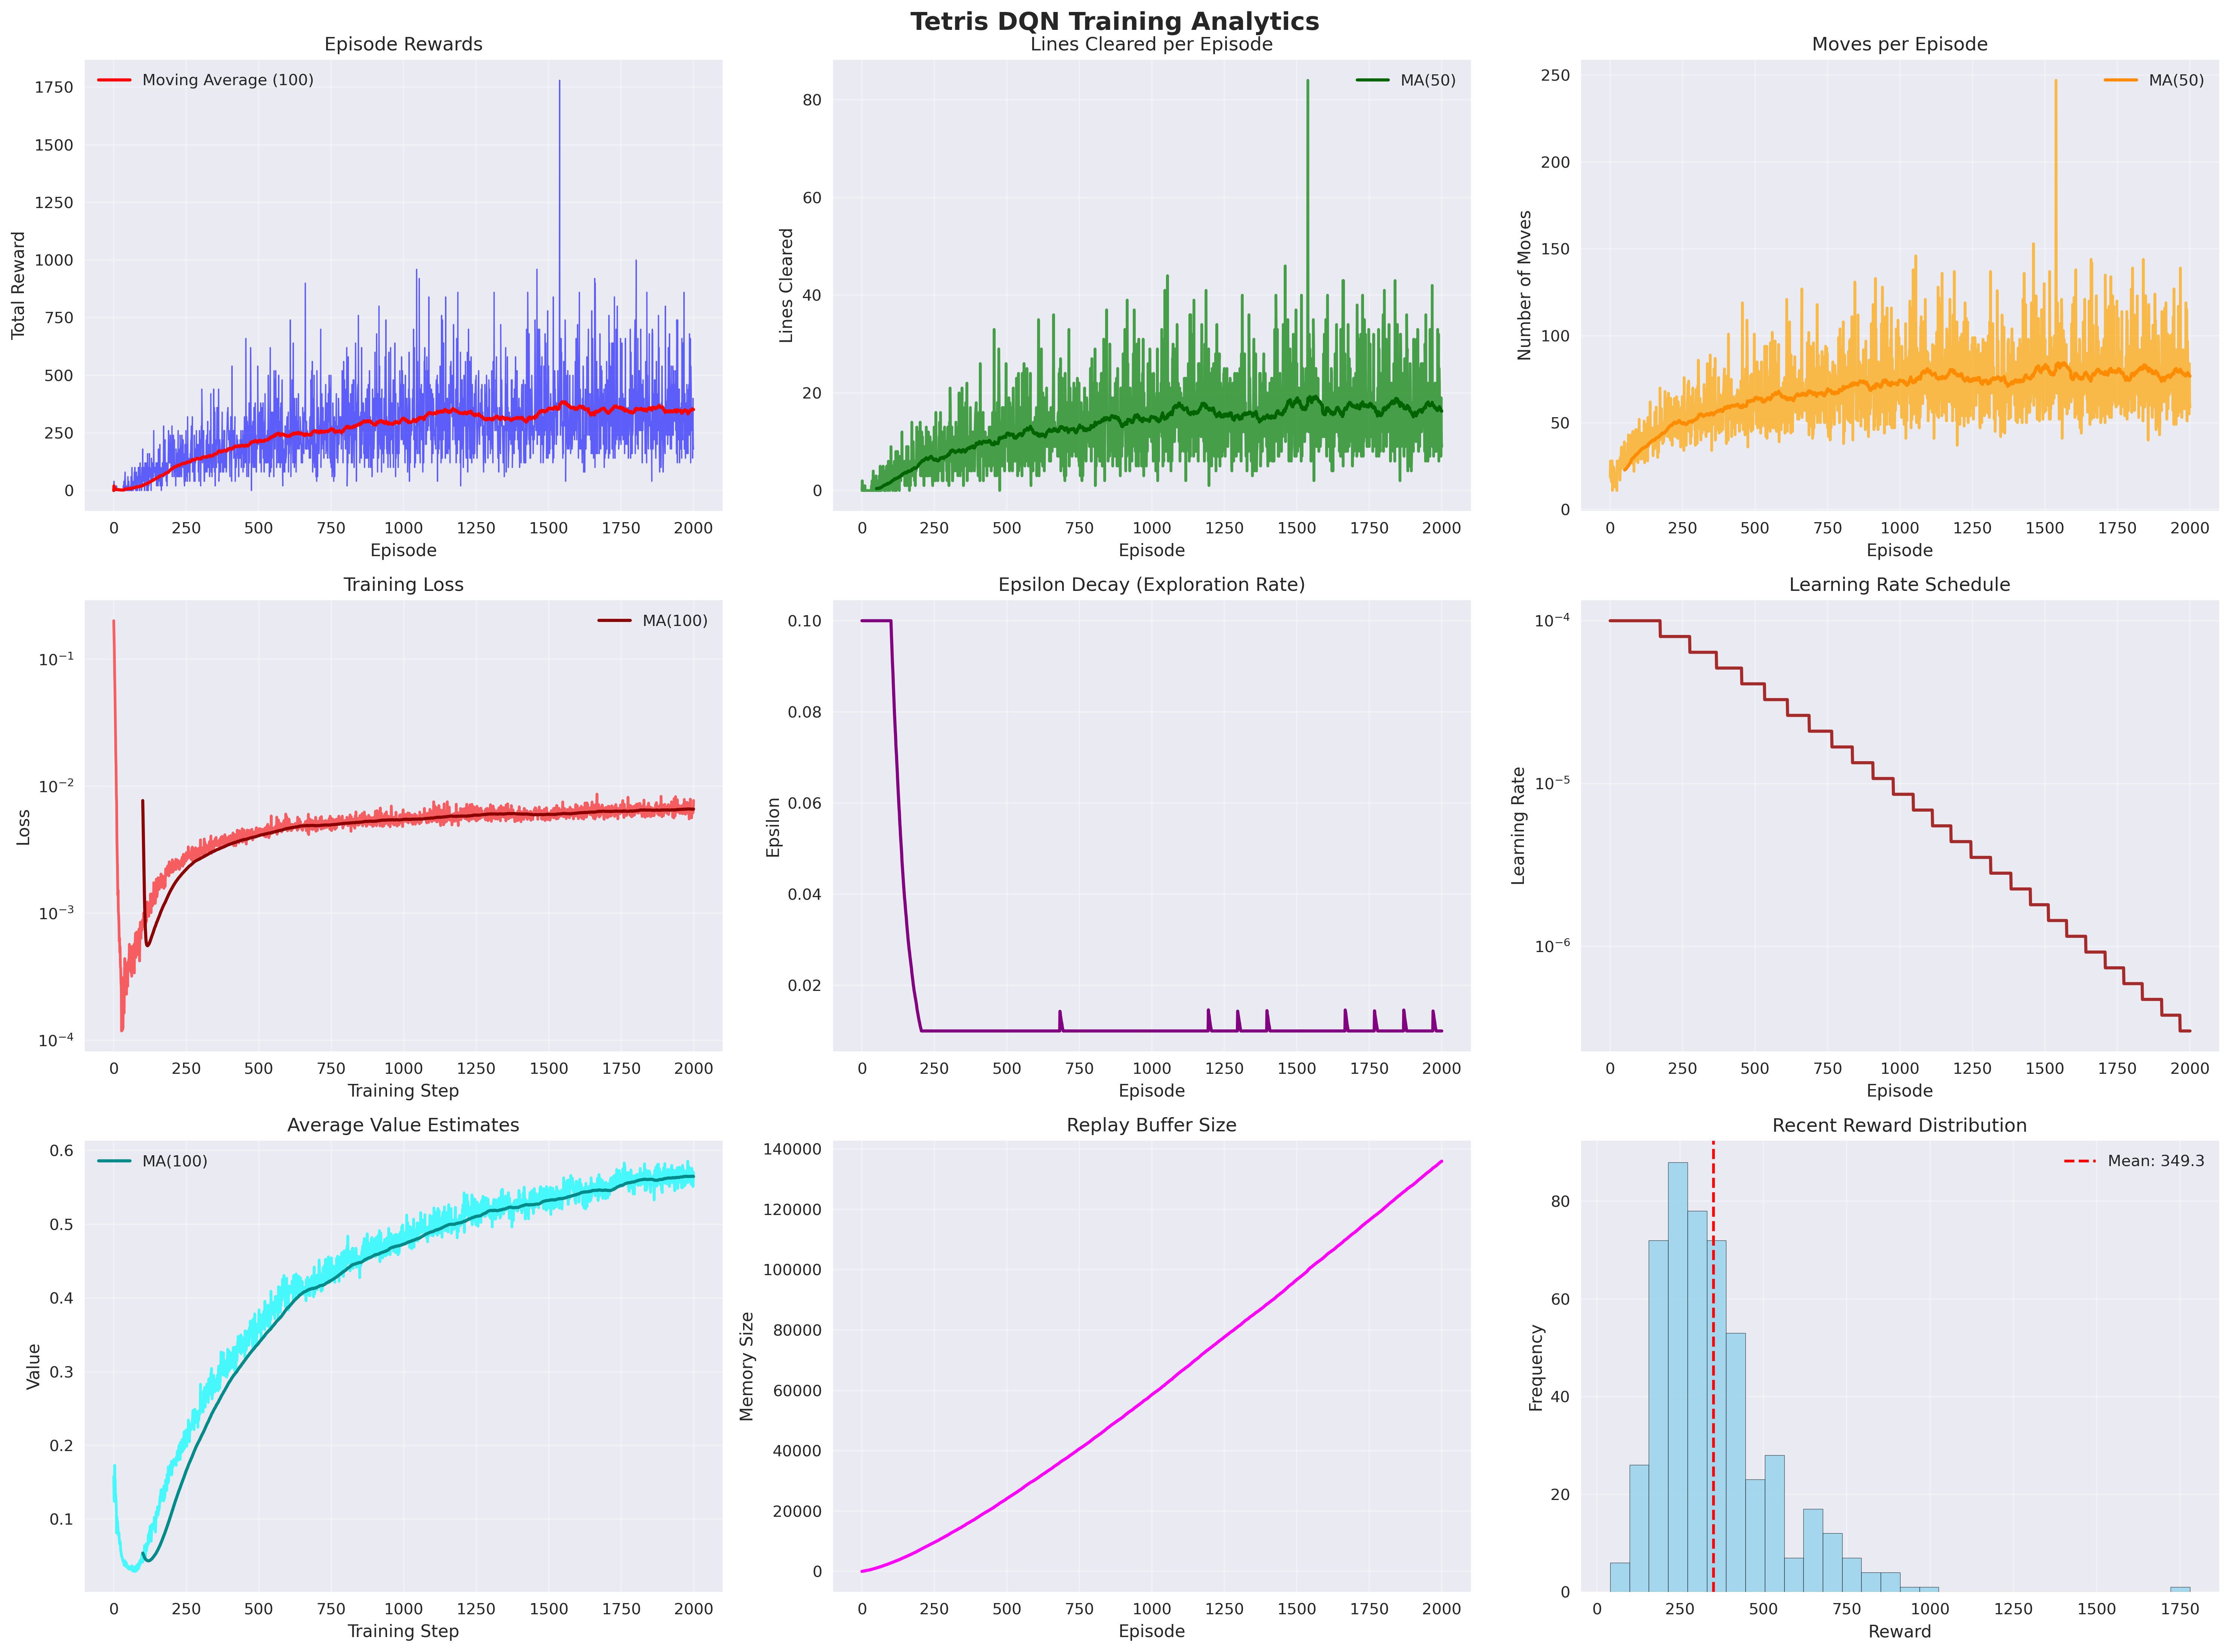 Tetris DQN Training Analytics
Episode Rewards
Moving Average (100)
1750
1500
1250
1000
750
500
250
0
Total Reward
0 250 500 750 1000 1250 1500 1750 2000
Episode
Lines Cleared per Episode
MA(50)
80
60
40
20
0
Lines Cleared
0 250 500 750 1000 1250 1500 1750 2000
Episode
Moves per Episode
MA(50)
250
200
150
100
50
0
Number of Moves
0 250 500 750 1000 1250 1500 1750 2000
Episode
Training Loss
MA(100)
10⁻¹
10⁻²
10⁻³
10⁻⁴
Loss
0 250 500 750 1000 1250 1500 1750 2000
Training Step
Epsilon Decay (Exploration Rate)
0.10
0.08
0.06
0.04
0.02
Epsilon
0 250 500 750 1000 1250 1500 1750 2000
Episode
Learning Rate Schedule
10⁻⁴
10⁻⁵
10⁻⁶
Learning Rate
0 250 500 750 1000 1250 1500 1750 2000
Episode
Average Value Estimates
MA(100)
0.6
0.5
0.4
0.3
0.2
0.1
Value
0 250 500 750 1000 1250 1500 1750 2000
Training Step
Replay Buffer Size
140000
120000
100000
80000
60000
40000
20000
0
Memory Size
0 250 500 750 1000 1250 1500 1750 2000
Episode
Recent Reward Distribution
Mean: 349.3
80
60
40
20
0
Frequency
0 250 500 750 1000 1250 1500 1750
Reward